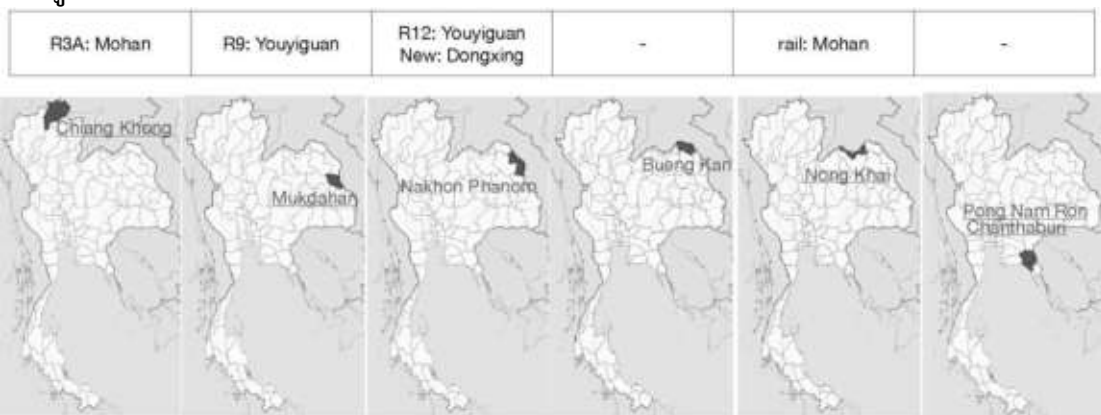 R3A: Mohan
R9: Youyiguan
R12: Youyiguan
New: Dongxing
-
rail: Mohan
-
Chiang Khong
Mukdahan
Nakhon Phanom
Bueng Kan
Nong Khai
Pong Nam Ron
Chanthaburi